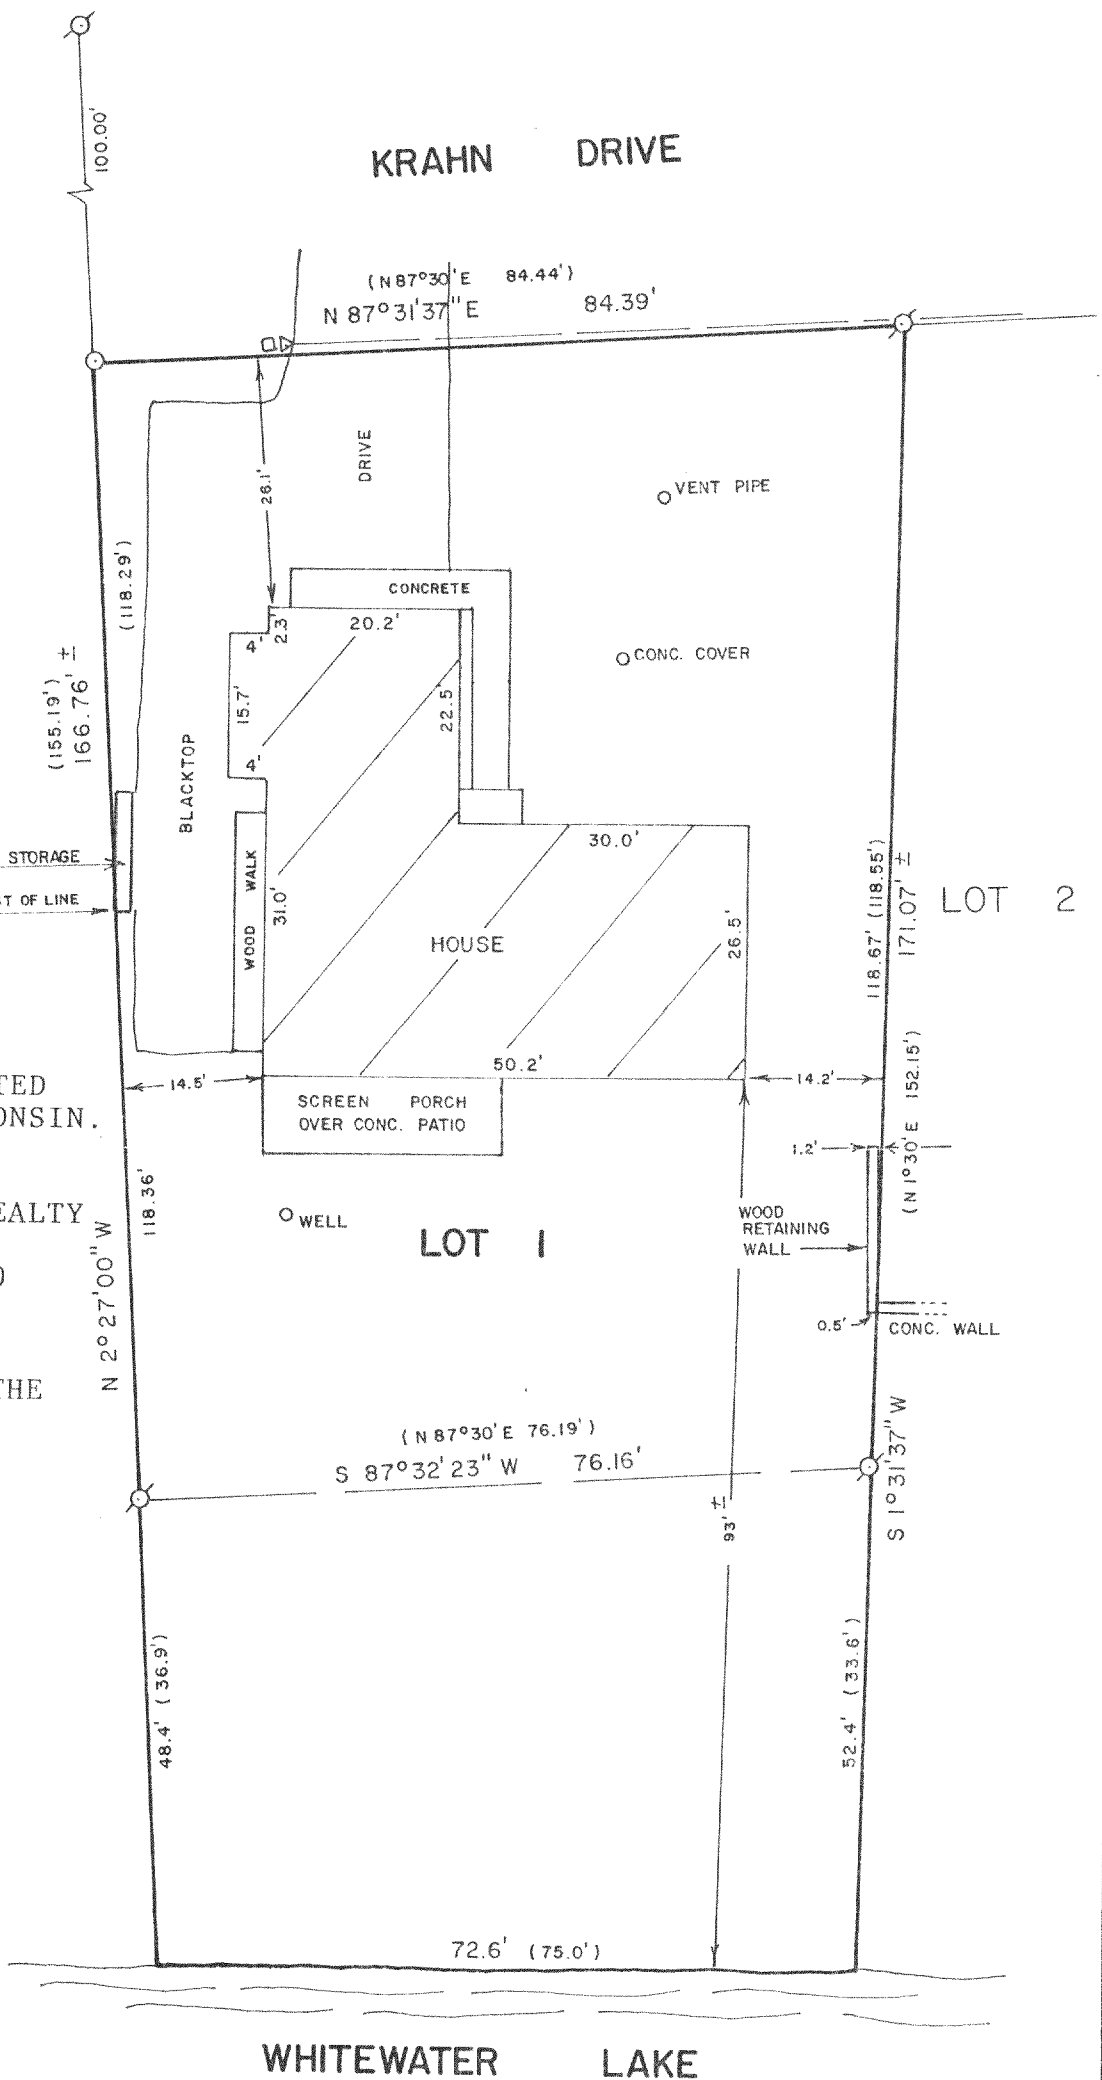 100.00'
KRAHN DRIVE
(N 87°30' E 84.44')
N 87°31'37" E 84.39'
26.1'
DRIVE
VENT PIPE
(118.29')
CONCRETE
2.3'
20.2'
4'
CONC. COVER
(155.19')
166.76' ±
15.7'
22.5'
4'
BLACKTOP
30.0'
STORAGE
WOOD WALK
31.0'
118.67' (118.55')
171.07' ±
LOT 2
T OF LINE
HOUSE
26.5'
50.2'
TED
ONSIN.
14.5'
14.2'
SCREEN PORCH
OVER CONC. PATIO
(N 1°30' E 152.15')
1.2'
118.36'
EALTY
WELL
LOT 1
WOOD
RETAINING
WALL
N 2°27'00" W
0.5'
CONC. WALL
THE
(N 87°30' E 76.19')
S 87°32'23" W 76.16'
S 1°31'37" W
93' ±
48.4' (36.9')
52.4' (33.6')
72.6' (75.0')
WHITEWATER LAKE